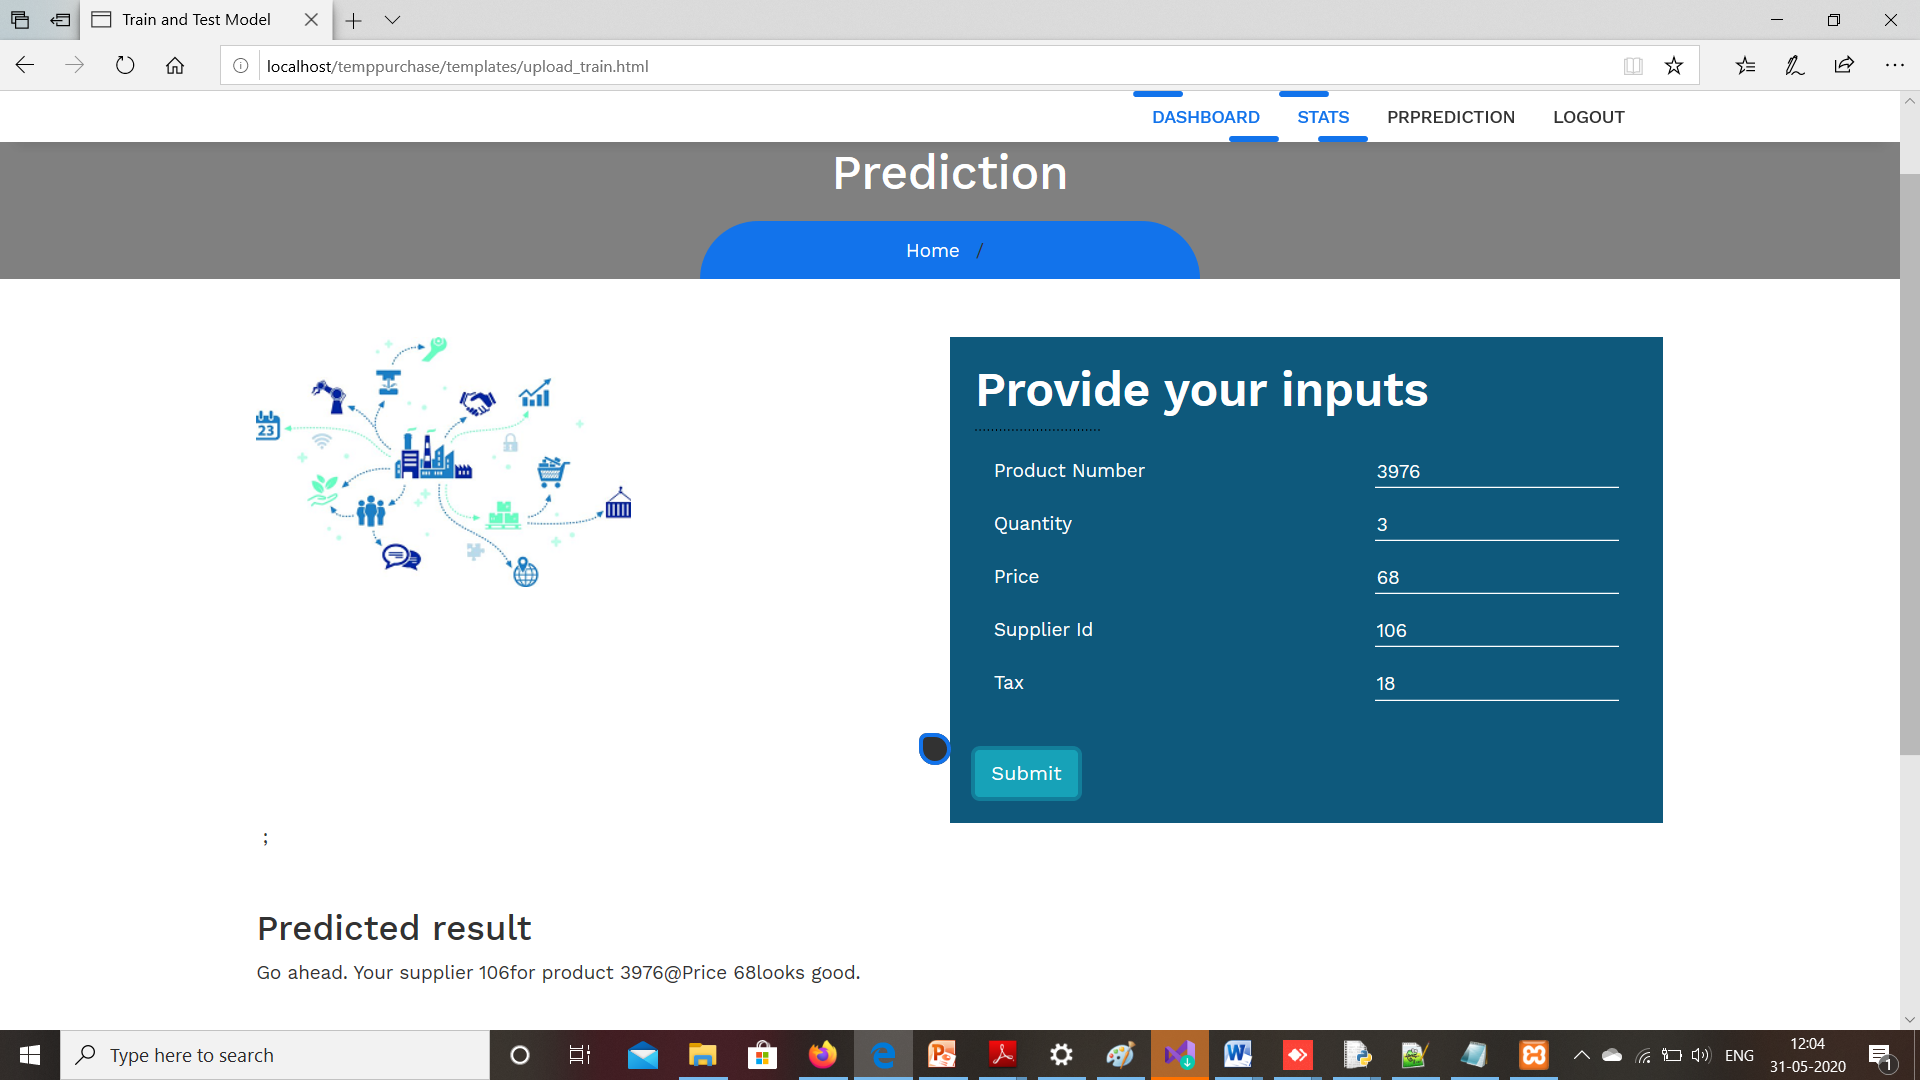 Train and Test Model
localhost/temppurchase/templates/upload_train.html
DASHBOARD STATS PRPREDICTION LOGOUT
Prediction
Home /
23
Provide your inputs
Product Number 3976
Quantity 3
Price 68
Supplier Id 106
Tax 18
Submit
;
Predicted result
Go ahead. Your supplier 106for product 3976@Price 68looks good.
Type here to search
ENG
12:04
31-05-2020
1